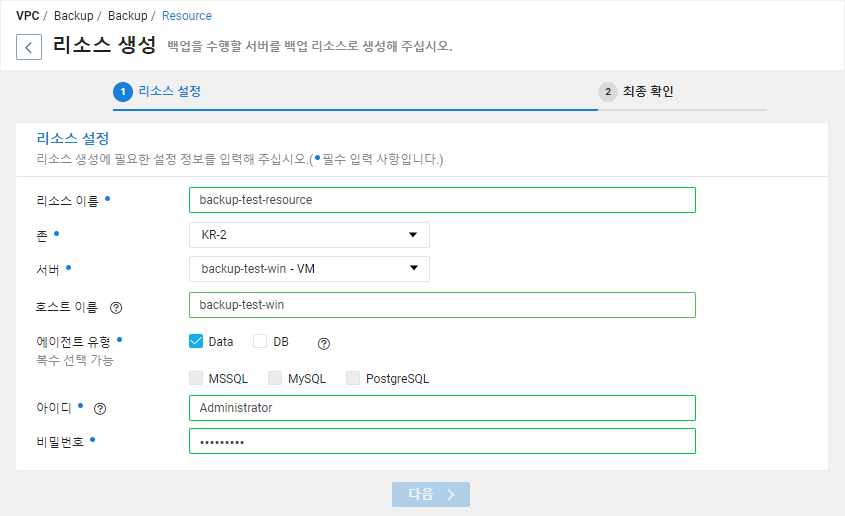 VPC / Backup / Backup / Resource
리소스 생성 백업을 수행할 서버를 백업 리소스로 생성해 주십시오.
1 리소스 설정 2 최종 확인
리소스 설정
리소스 생성에 필요한 설정 정보를 입력해 주십시오.(• 필수 입력 사항입니다.)
리소스 이름 • backup-test-resource
존 • KR-2
서버 • backup-test-win - VM
호스트 이름 ? backup-test-win
에이전트 유형 • Data DB ?
복수 선택 가능
MSSQL MySQL PostgreSQL
아이디 • ? Administrator
비밀번호 • •••••••••
다음 >